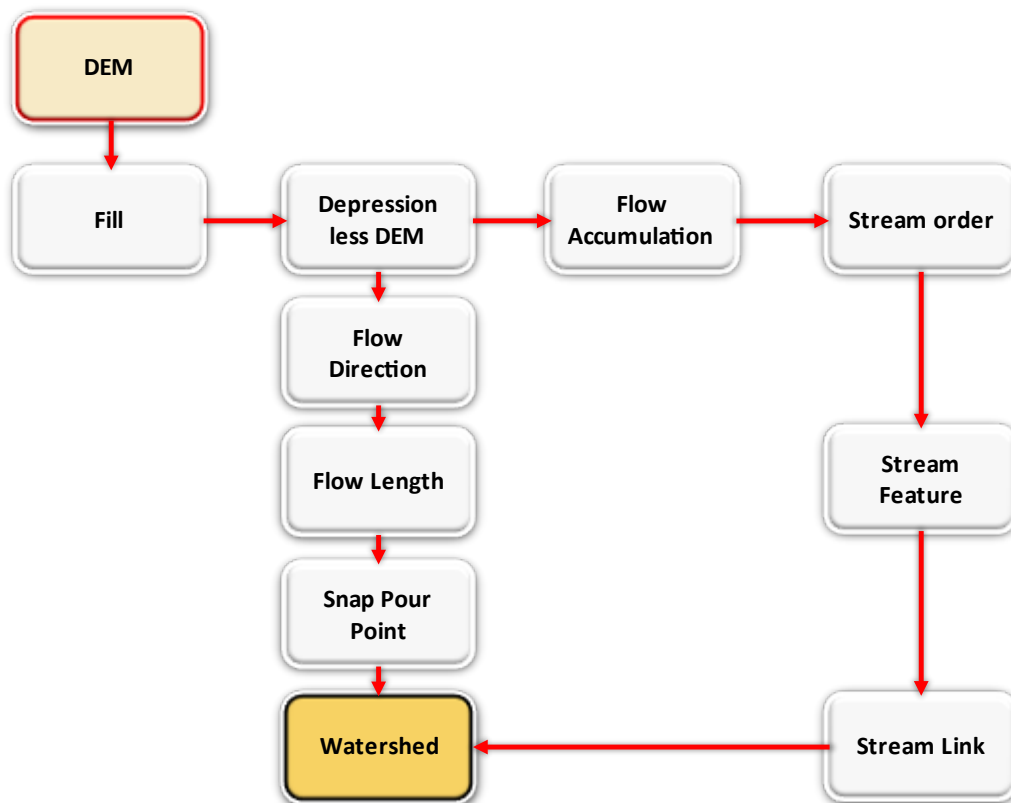 DEM
Fill
Depression
less DEM
Flow
Accumulation
Stream order
Flow
Direction
Flow Length
Stream
Feature
Snap Pour
Point
Watershed
Stream Link